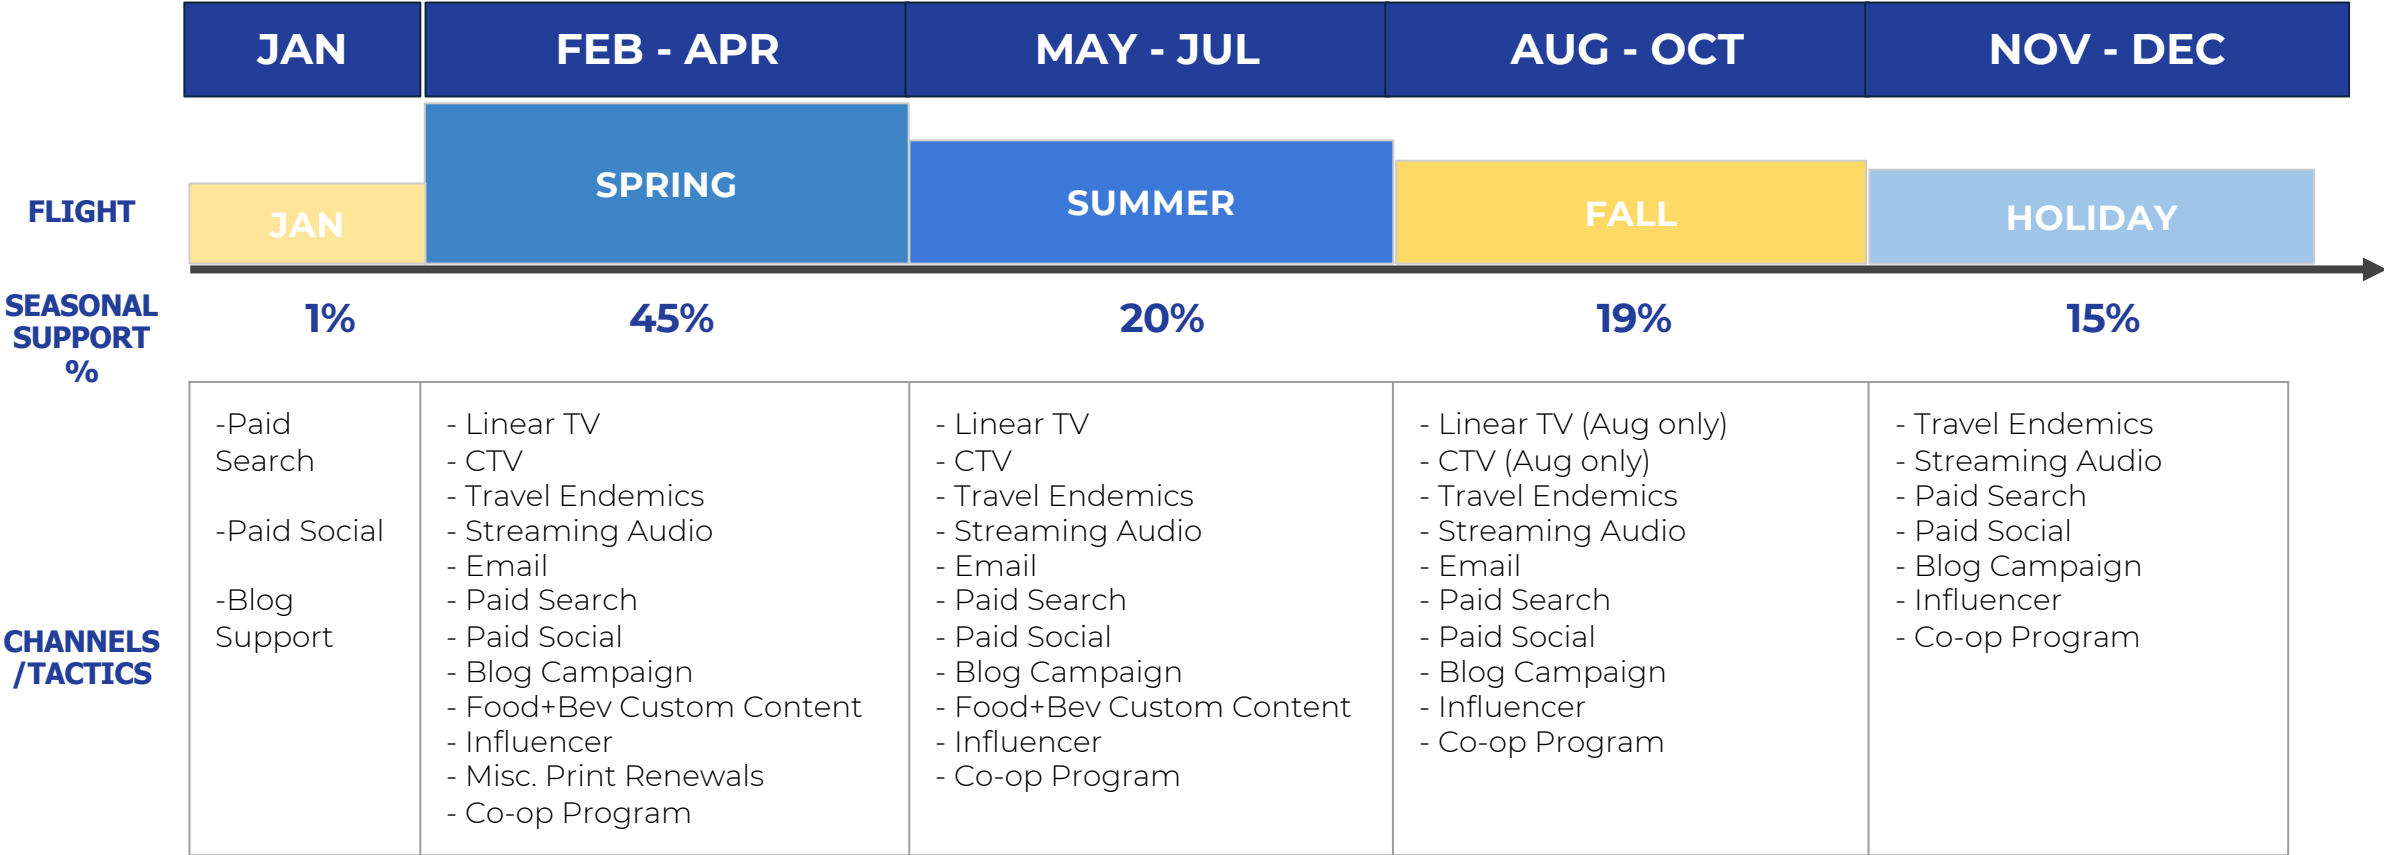 JAN
FEB - APR
MAY - JUL
AUG - OCT
NOV - DEC
FLIGHT
JAN
SPRING
SUMMER
FALL
HOLIDAY
SEASONAL
SUPPORT
%
1%
45%
20%
19%
15%
CHANNELS
/TACTICS
-Paid
Search
-Paid Social
-Blog
Support
- Linear TV
- CTV
- Travel Endemics
- Streaming Audio
- Email
- Paid Search
- Paid Social
- Blog Campaign
- Food+Bev Custom Content
- Influencer
- Misc. Print Renewals
- Co-op Program
- Linear TV
- CTV
- Travel Endemics
- Streaming Audio
- Email
- Paid Search
- Paid Social
- Blog Campaign
- Food+Bev Custom Content
- Influencer
- Co-op Program
- Linear TV (Aug only)
- CTV (Aug only)
- Travel Endemics
- Streaming Audio
- Email
- Paid Search
- Paid Social
- Blog Campaign
- Influencer
- Co-op Program
- Travel Endemics
- Streaming Audio
- Paid Search
- Paid Social
- Blog Campaign
- Influencer
- Co-op Program